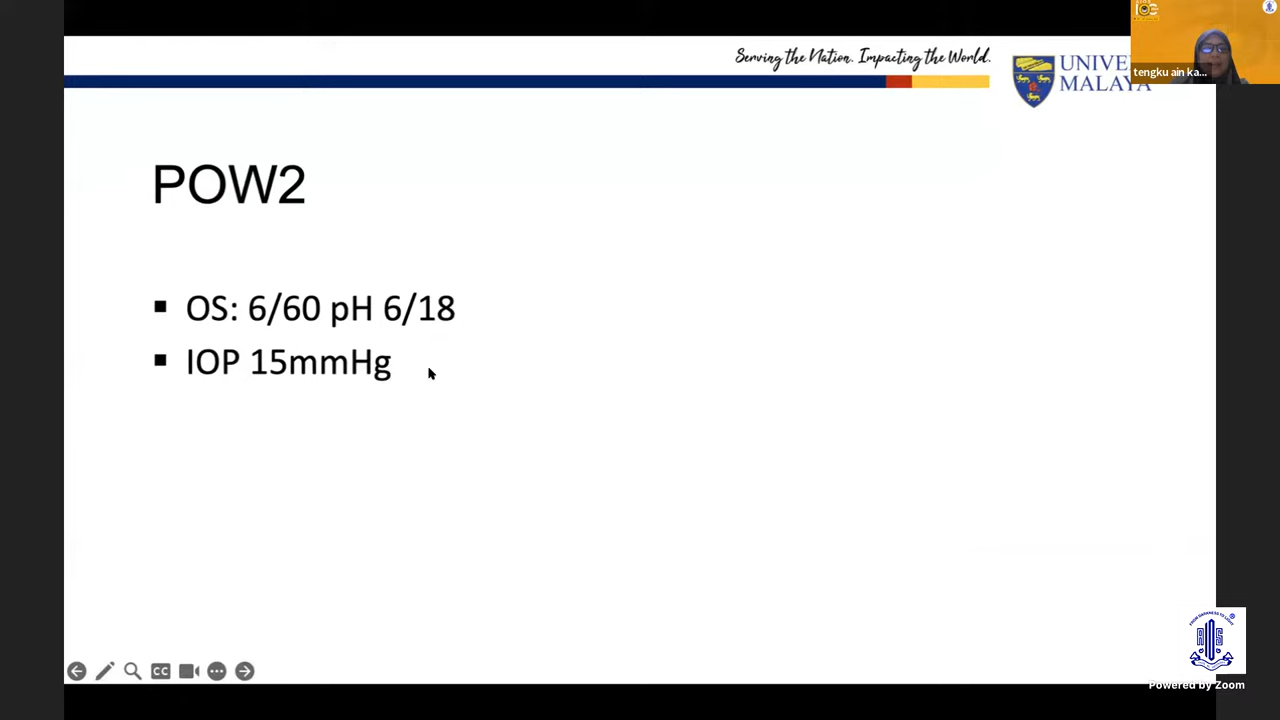 Serving the Nation. Impacting the World.
UNIVE
MALAYA
tengku ain ka...
POW2
OS: 6/60 pH 6/18
IOP 15mmHg
CC
Powered by Zoom